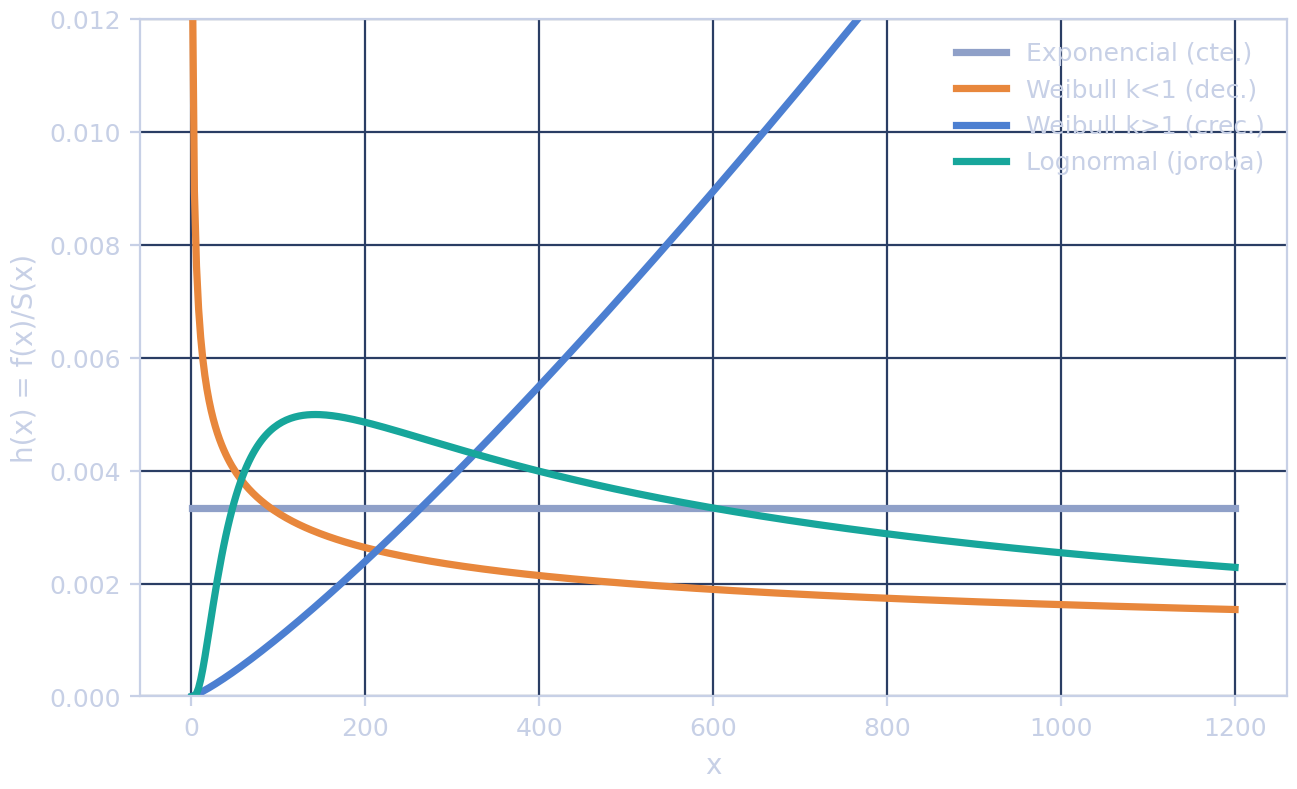 0.012
0.010
0.008
0.006
0.004
0.002
0.000
h(x) = f(x)/S(x)
Exponencial (cte.)
Weibull k<1 (dec.)
Weibull k>1 (crec.)
Lognormal (joroba)
0 200 400 600 800 1000 1200
x